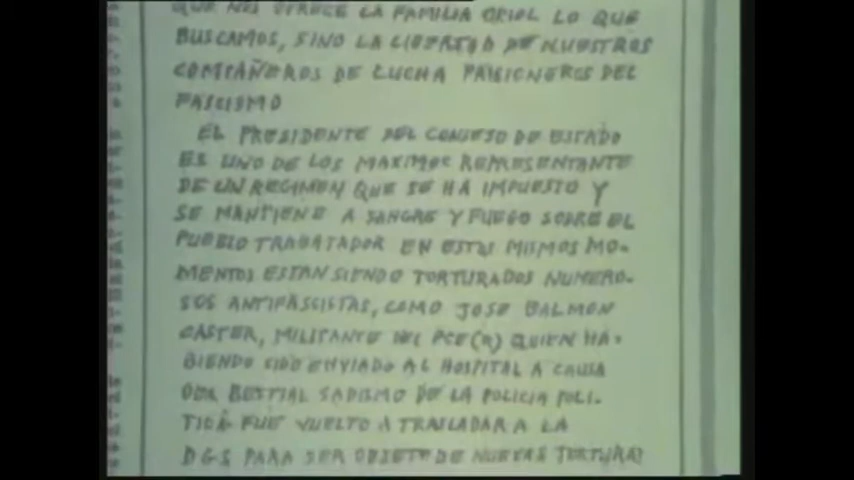 QUE NOS OFRECE LA FAMILIA ORIOL LO QUE
BUSCAMOS, SINO LA LIBERTAD DE NUESTROS
COMPAÑEROS DE LUCHA PRISIONEROS DEL
FASCISMO
EL PRESIDENTE DEL CONSEJO DE ESTADO
ES UNO DE LOS MAXIMOS REPRESENTANTE
DE UN REGIMEN QUE SE HA IMPUESTO Y
SE MANTIENE A SANGRE Y FUEGO SOBRE EL
PUEBLO TRABAJADOR EN ESTOS MISMOS MO-
MENTOS ESTAN SIENDO TORTURADOS NUMERO-
SOS ANTIFASCISTAS, COMO JOSE BALMON
CASTER, MILITANTE DEL PCE(R) QUIEN HA-
BIENDO SIDO ENVIADO AL HOSPITAL A CAUSA
BESTIAL SADISMO DE LA POLICIA POLI-
TICA FUE VUELTO A TRASLADAR A LA
DGS PARA SER OBJETO DE NUEVAS TORTURAS